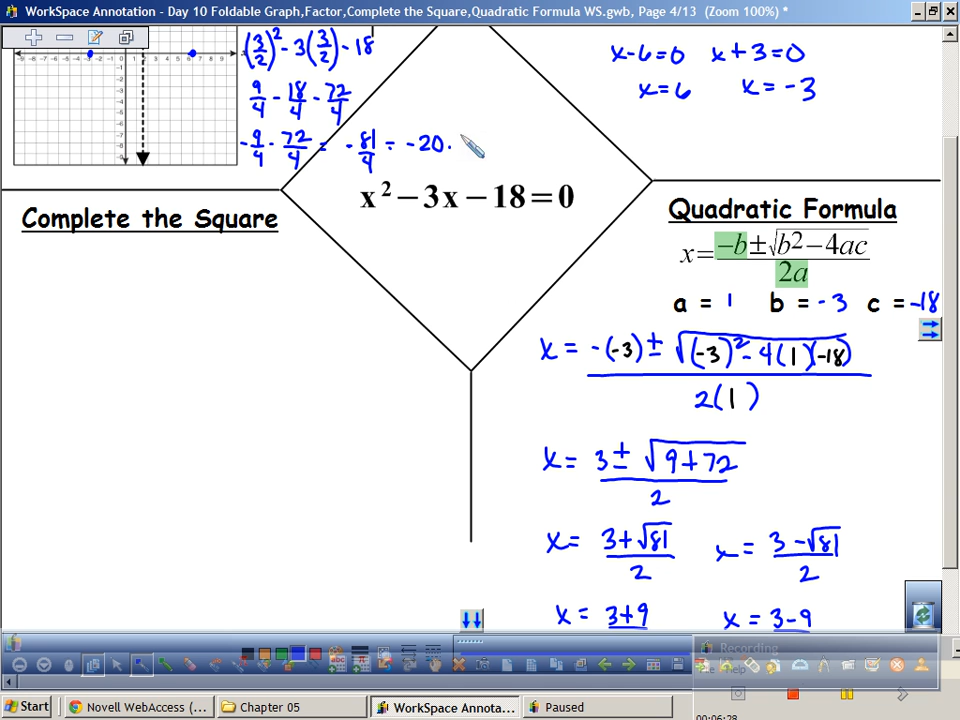 WorkSpace Annotation - Day 10 Foldable Graph,Factor,Complete the Square,Quadratic Formula WS.gwb, Page 4/13 (Zoom 100%) *
(3/2)² - 3(3/2) - 18
9/4 - 18/4 - 72/4
-9/4 - 72/4 = -81/4 = -20.
x-6=0 x+3=0
x=6 x=-3
x² − 3x − 18 = 0
Complete the Square
Quadratic Formula
x = −b ± √b² − 4ac / 2a
a = 1 b = -3 c = -18
x = -(-3) ± √(-3)² - 4(1)(-18) / 2(1)
x = 3 ± √9+72 / 2
x = 3+√81 / 2 x = 3-√81 / 2
x = 3+9 x = 3-9
Recording
File Help
00:06:28
Start
Novell WebAccess (...
Chapter 05
WorkSpace Annota...
Paused